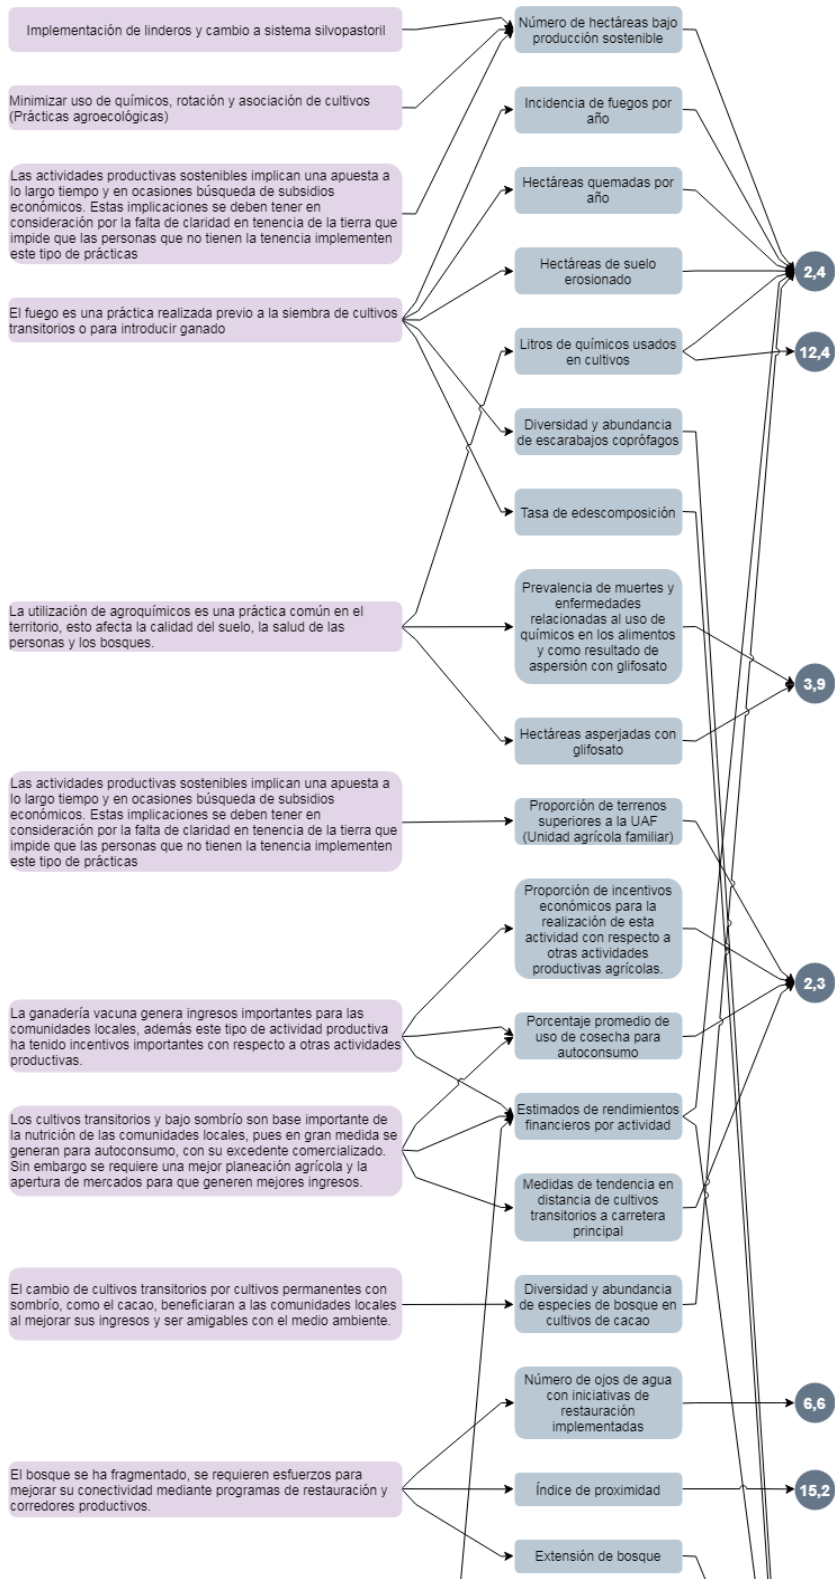 Implementación de linderos y cambio a sistema silvopastoril
Minimizar uso de químicos, rotación y asociación de cultivos
(Prácticas agroecológicas)
Las actividades productivas sostenibles implican una apuesta a
lo largo tiempo y en ocasiones búsqueda de subsidios
económicos. Estas implicaciones se deben tener en
consideración por la falta de claridad en tenencia de la tierra que
impide que las personas que no tienen la tenencia implementen
este tipo de prácticas
El fuego es una práctica realizada previo a la siembra de cultivos
transitorios o para introducir ganado
La utilización de agroquímicos es una práctica común en el
territorio, esto afecta la calidad del suelo, la salud de las
personas y los bosques.
Las actividades productivas sostenibles implican una apuesta a
lo largo tiempo y en ocasiones búsqueda de subsidios
económicos. Estas implicaciones se deben tener en
consideración por la falta de claridad en tenencia de la tierra que
impide que las personas que no tienen la tenencia implementen
este tipo de prácticas
La ganadería vacuna genera ingresos importantes para las
comunidades locales, además este tipo de actividad productiva
ha tenido incentivos importantes con respecto a otras actividades
productivas.
Los cultivos transitorios y bajo sombrío son base importante de
la nutrición de las comunidades locales, pues en gran medida se
generan para autoconsumo, con su excedente comercializado.
Sin embargo se requiere una mejor planeación agrícola y la
apertura de mercados para que generen mejores ingresos.
El cambio de cultivos transitorios por cultivos permanentes con
sombrío, como el cacao, beneficiaran a las comunidades locales
al mejorar sus ingresos y ser amigables con el medio ambiente.
El bosque se ha fragmentado, se requieren esfuerzos para
mejorar su conectividad mediante programas de restauración y
corredores productivos.
Número de hectáreas bajo
producción sostenible
Incidencia de fuegos por
año
Hectáreas quemadas por
año
Hectáreas de suelo
erosionado
Litros de químicos usados
en cultivos
Diversidad y abundancia
de escarabajos coprófagos
Tasa de edescomposición
Prevalencia de muertes y
enfermedades
relacionadas al uso de
químicos en los alimentos
y como resultado de
aspersión con glifosato
Hectáreas asperjadas con
glifosato
Proporción de terrenos
superiores a la UAF
(Unidad agrícola familiar)
Proporción de incentivos
económicos para la
realización de esta
actividad con respecto a
otras actividades
productivas agrícolas.
Porcentaje promedio de
uso de cosecha para
autoconsumo
Estimados de rendimientos
financieros por actividad
Medidas de tendencia en
distancia de cultivos
transitorios a carretera
principal
Diversidad y abundancia
de especies de bosque en
cultivos de cacao
Número de ojos de agua
con iniciativas de
restauración
implementadas
Índice de proximidad
Extensión de bosque
2,4
12,4
3,9
2,3
6,6
15,2